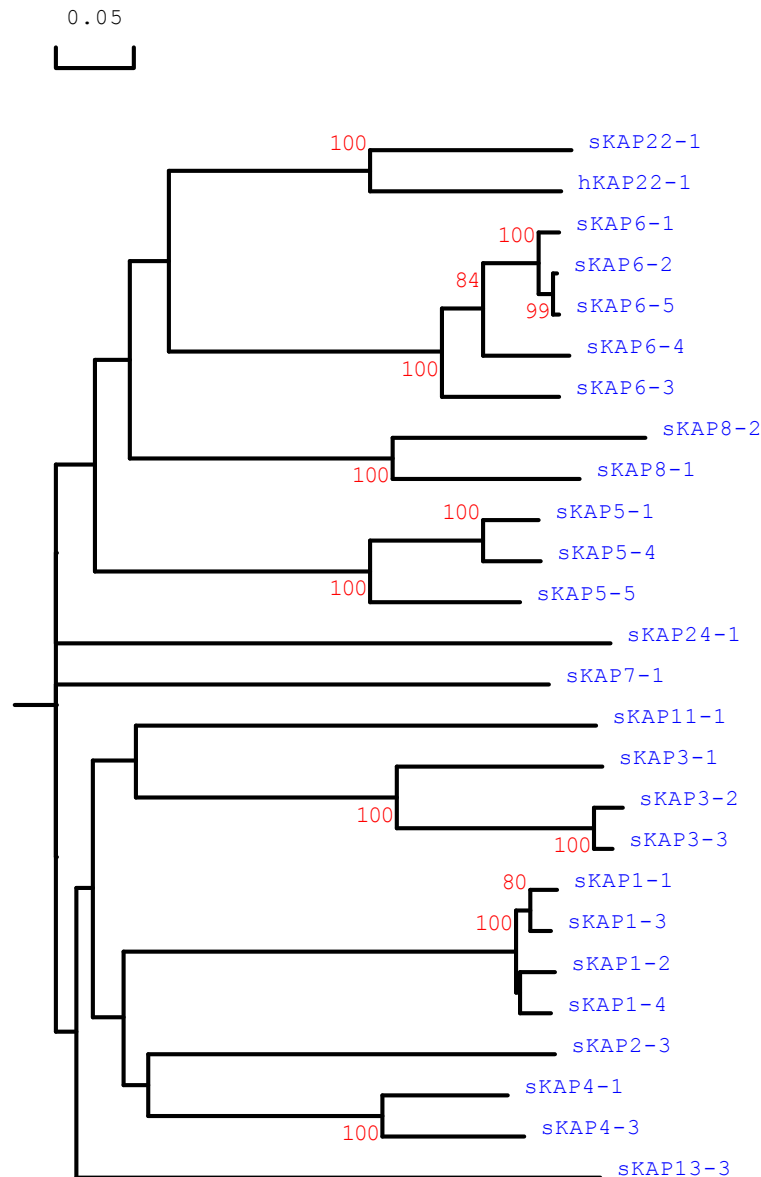 0.05
100
sKAP22-1
hKAP22-1
sKAP6-1
100
sKAP6-2
84
sKAP6-5
99
sKAP6-4
100
sKAP6-3
sKAP8-2
100
sKAP8-1
100
sKAP5-1
sKAP5-4
100
sKAP5-5
sKAP24-1
sKAP7-1
sKAP11-1
sKAP3-1
sKAP3-2
100
sKAP3-3
100
80
sKAP1-1
100
sKAP1-3
sKAP1-2
sKAP1-4
sKAP2-3
sKAP4-1
100
sKAP4-3
sKAP13-3